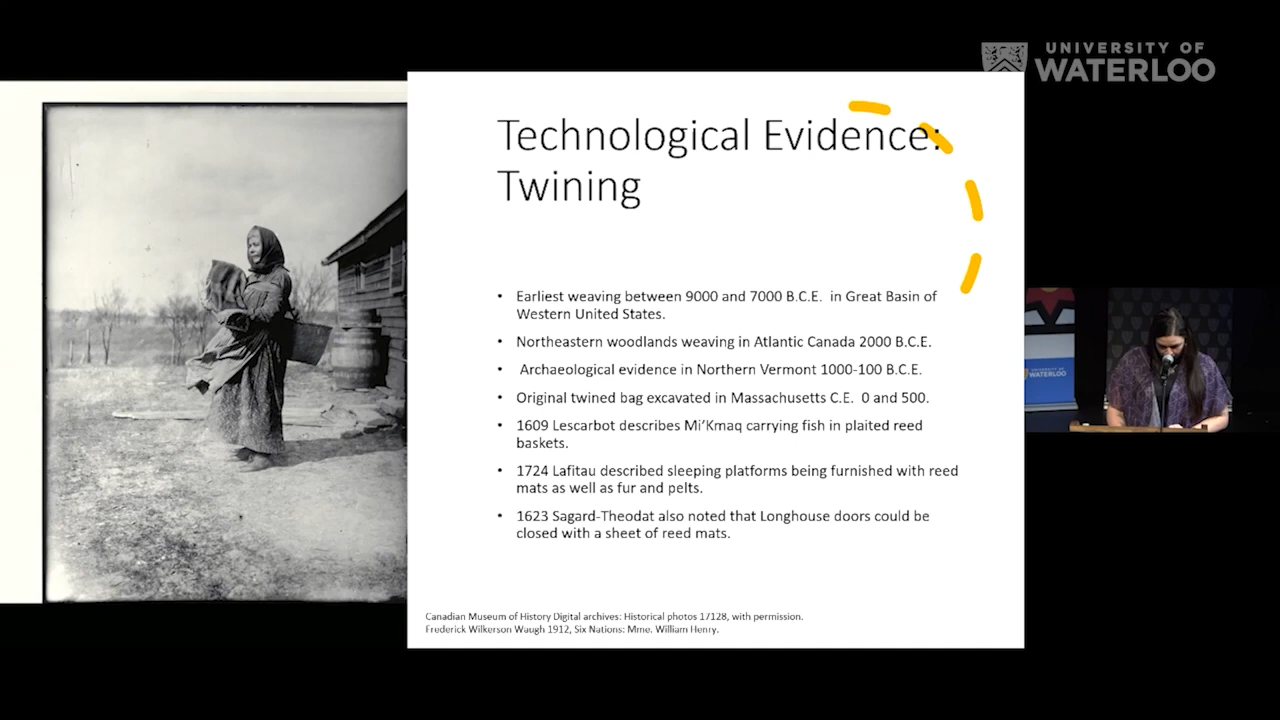 UNIVERSITY OF
WATERLOO
Technological Evidence:
Twining
• Earliest weaving between 9000 and 7000 B.C.E. in Great Basin of
Western United States.
• Northeastern woodlands weaving in Atlantic Canada 2000 B.C.E.
• Archaeological evidence in Northern Vermont 1000-100 B.C.E.
• Original twined bag excavated in Massachusetts C.E. 0 and 500.
• 1609 Lescarbot describes Mi’Kmaq carrying fish in plaited reed
baskets.
• 1724 Lafitau described sleeping platforms being furnished with reed
mats as well as fur and pelts.
• 1623 Sagard-Theodat also noted that Longhouse doors could be
closed with a sheet of reed mats.
Canadian Museum of History Digital archives: Historical photos 17128, with permission.
Frederick Wilkerson Waugh 1912, Six Nations: Mme. William Henry.
WATERLOO